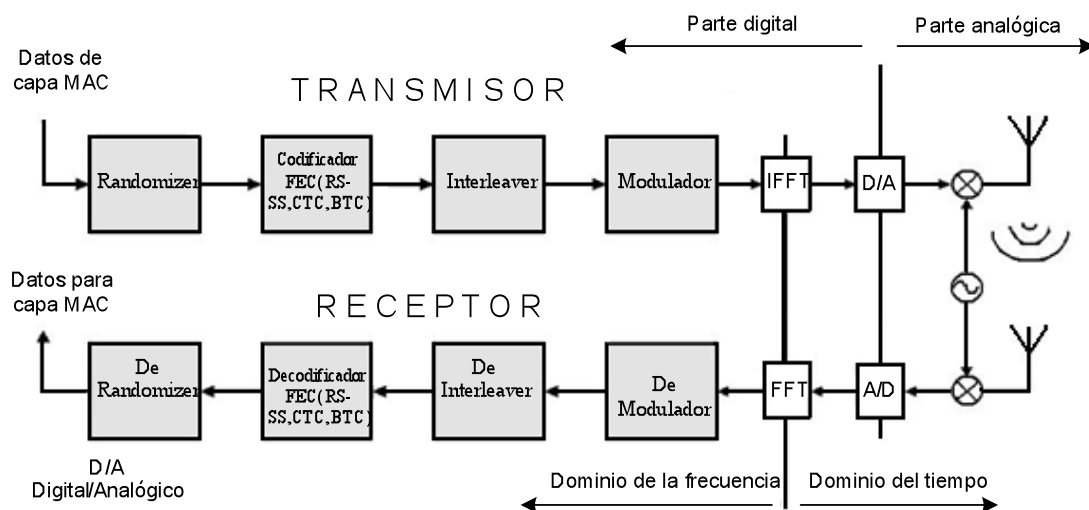 Parte digital
Parte analógica
Datos de
capa MAC
TRANSMISOR
Randomizer
Codificador
FEC(RS-
SS,CTC,BTC)
Interleaver
Modulador
IFFT
D/A
Datos para
capa MAC
RECEPTOR
De
Randomizer
Decodificador
FEC(RS-
SS,CTC,BTC)
De
Interleaver
De
Modulador
FFT
A/D
D/A
Digital/Analógico
Dominio de la frecuencia
Dominio del tiempo